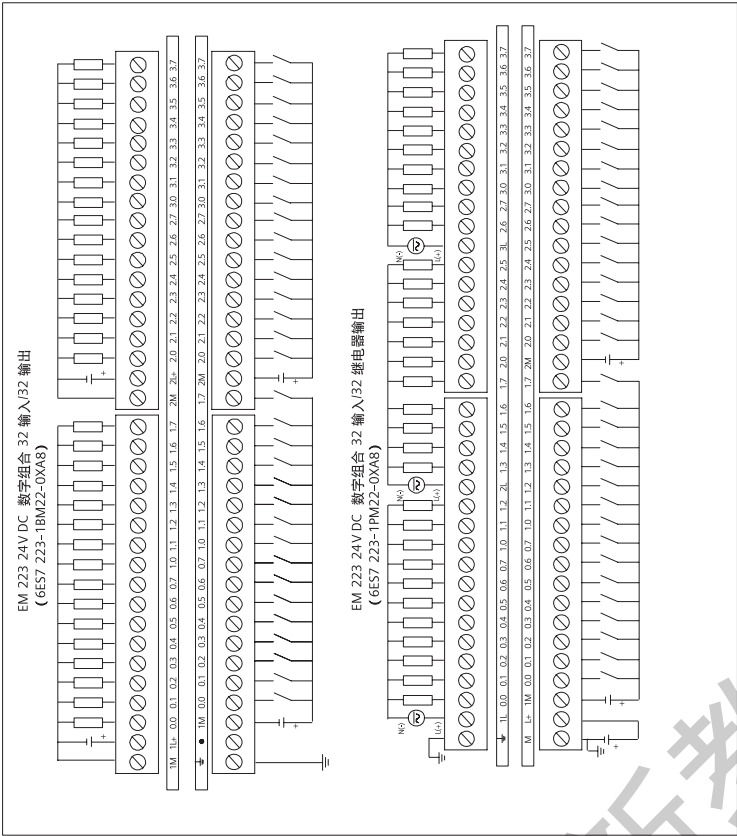 EM 223 24V DC 数字组合 32 输入/32 输出
(6ES7 223-1BM22-0XA8)
+ +
1M 1L+ 0.0 0.1 0.2 0.3 0.4 0.5 0.6 0.7 1.0 1.1 1.2 1.3 1.4 1.5 1.6 1.7 2M 2L+ 2.0 2.1 2.2 2.3 2.4 2.5 2.6 2.7 3.0 3.1 3.2 3.3 3.4 3.5 3.6 3.7
1M 0.0 0.1 0.2 0.3 0.4 0.5 0.6 0.7 1.0 1.1 1.2 1.3 1.4 1.5 1.6 1.7 2M 2.0 2.1 2.2 2.3 2.4 2.5 2.6 2.7 3.0 3.1 3.2 3.3 3.4 3.5 3.6 3.7
+ +
EM 223 24V DC 数字组合 32 输入/32 继电器输出
(6ES7 223-1PM22-0XA8)
N(-) N(-) N(-)
L(+) L(+) L(+)
1L 0.0 0.1 0.2 0.3 0.4 0.5 0.6 0.7 1.0 1.1 1.2 2L 1.3 1.4 1.5 1.6 1.7 2.0 2.1 2.2 2.3 2.4 2.5 3L 2.6 2.7 3.0 3.1 3.2 3.3 3.4 3.5 3.6 3.7
M L+ 1M 0.0 0.1 0.2 0.3 0.4 0.5 0.6 0.7 1.0 1.1 1.2 1.3 1.4 1.5 1.6 1.7 2M 2.0 2.1 2.2 2.3 2.4 2.5 2.6 2.7 3.0 3.1 3.2 3.3 3.4 3.5 3.6 3.7
+ + +